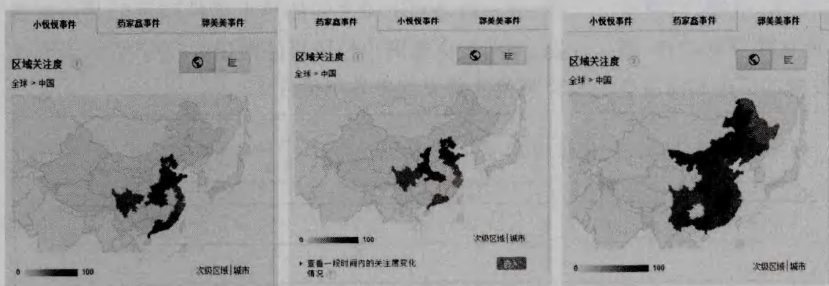 小悦悦事件 药家鑫事件 郭美美事件
区域关注度
全球 > 中国
0 100
次级区域|城市
药家鑫事件 小悦悦事件 郭美美事件
区域关注度
全球 > 中国
0 100
次级区域|城市
查看一段时间内的关注度变化
情况
嵌入
小悦悦事件 药家鑫事件 郭美美事件
区域关注度
全球 > 中国
0 100
次级区域|城市